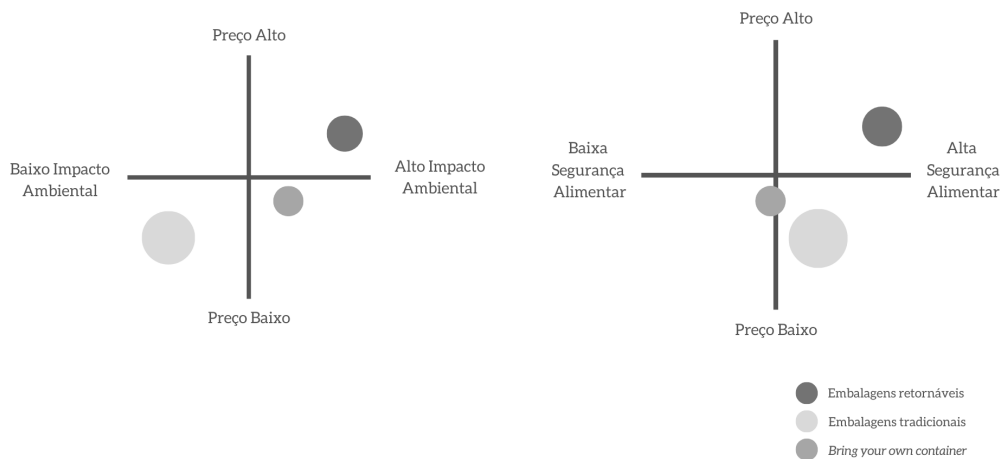 Preço Alto
Baixo Impacto
Ambiental
Alto Impacto
Ambiental
Preço Baixo
Preço Alto
Baixa
Segurança
Alimentar
Alta
Segurança
Alimentar
Preço Baixo
Embalagens retornáveis
Embalagens tradicionais
Bring your own container